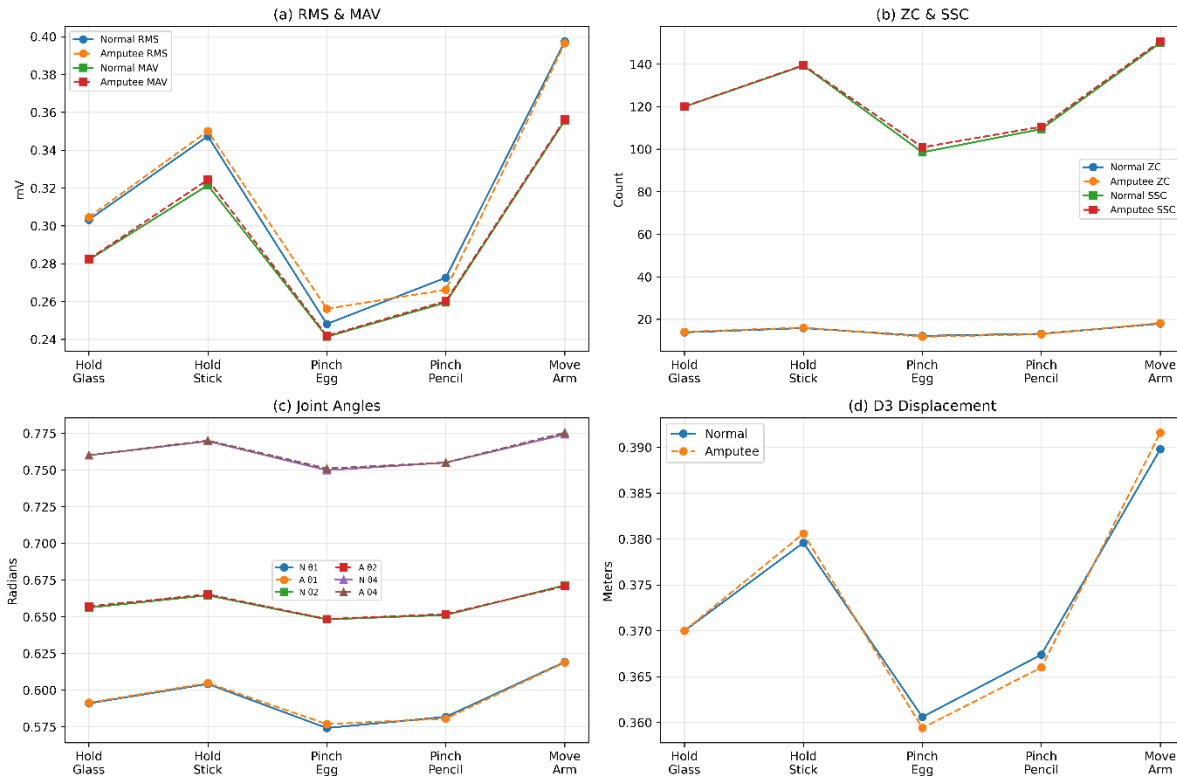 (a) RMS & MAV
0.40
0.38
0.36
0.34
0.32
0.30
0.28
0.26
0.24
mV
Normal RMS
Amputee RMS
Normal MAV
Amputee MAV
Hold Glass
Hold Stick
Pinch Egg
Pinch Pencil
Move Arm
(b) ZC & SSC
140
120
100
80
60
40
20
Count
Normal ZC
Amputee ZC
Normal SSC
Amputee SSC
Hold Glass
Hold Stick
Pinch Egg
Pinch Pencil
Move Arm
(c) Joint Angles
0.775
0.750
0.725
0.700
0.675
0.650
0.625
0.600
0.575
Radians
N θ1
A θ1
N θ2
A θ2
N θ4
A θ4
Hold Glass
Hold Stick
Pinch Egg
Pinch Pencil
Move Arm
(d) D3 Displacement
0.390
0.385
0.380
0.375
0.370
0.365
0.360
Meters
Normal
Amputee
Hold Glass
Hold Stick
Pinch Egg
Pinch Pencil
Move Arm